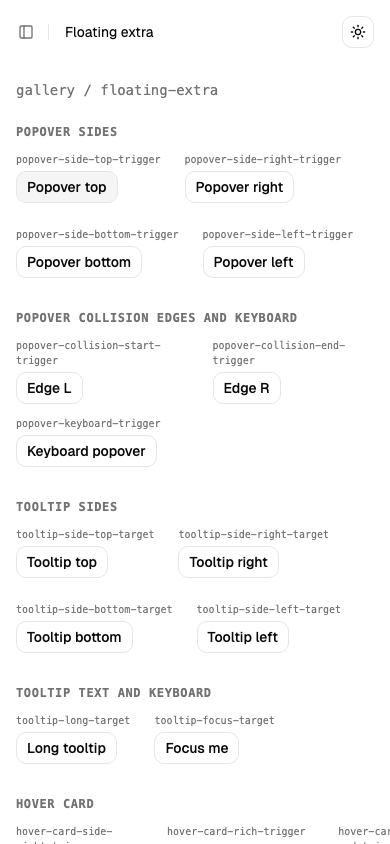 Floating extra
gallery / floating-extra
POPOVER SIDES
popover-side-top-trigger popover-side-right-trigger
Popover top Popover right
popover-side-bottom-trigger popover-side-left-trigger
Popover bottom Popover left
POPOVER COLLISION EDGES AND KEYBOARD
popover-collision-start- popover-collision-end-
trigger trigger
Edge L Edge R
popover-keyboard-trigger
Keyboard popover
TOOLTIP SIDES
tooltip-side-top-target tooltip-side-right-target
Tooltip top Tooltip right
tooltip-side-bottom-target tooltip-side-left-target
Tooltip bottom Tooltip left
TOOLTIP TEXT AND KEYBOARD
tooltip-long-target tooltip-focus-target
Long tooltip Focus me
HOVER CARD
hover-card-side- hover-card-rich-trigger hover-car